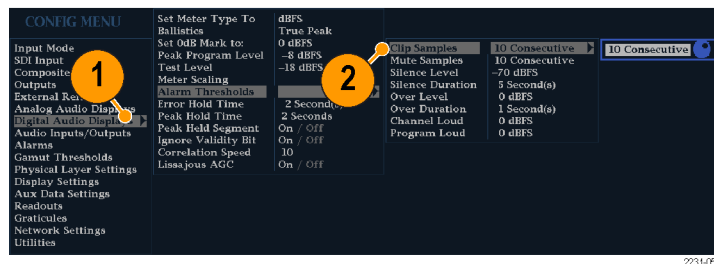 CONFIG MENU
Input Mode
SDI Input
Composite
Outputs
External
Analog Audio Displays
Digital Audio Displays
Audio Inputs/Outputs
Alarms
Gamut Thresholds
Physical Layer Settings
Display Settings
Aux Data Settings
Readouts
Graticules
Network Settings
Utilities
1
Set Meter Type To dBFS
Ballistics True Peak
Set 0dB Mark to: 0 dBFS
Peak Program Level −8 dBFS
Test Level −18 dBFS
Meter Scaling
Alarm Thresholds
Error Hold Time 2 Second(s)
Peak Hold Time 2 Seconds
Peak Held Segment On / Off
Ignore Validity Bit On / Off
Correlation Speed 10
Lissajous AGC On / Off
2
Clip Samples 10 Consecutive
Mute Samples 10 Consecutive
Silence Level −70 dBFS
Silence Duration 5 Second(s)
Over Level 0 dBFS
Over Duration 1 Second(s)
Channel Loud 0 dBFS
Program Loud 0 dBFS
10 Consecutive